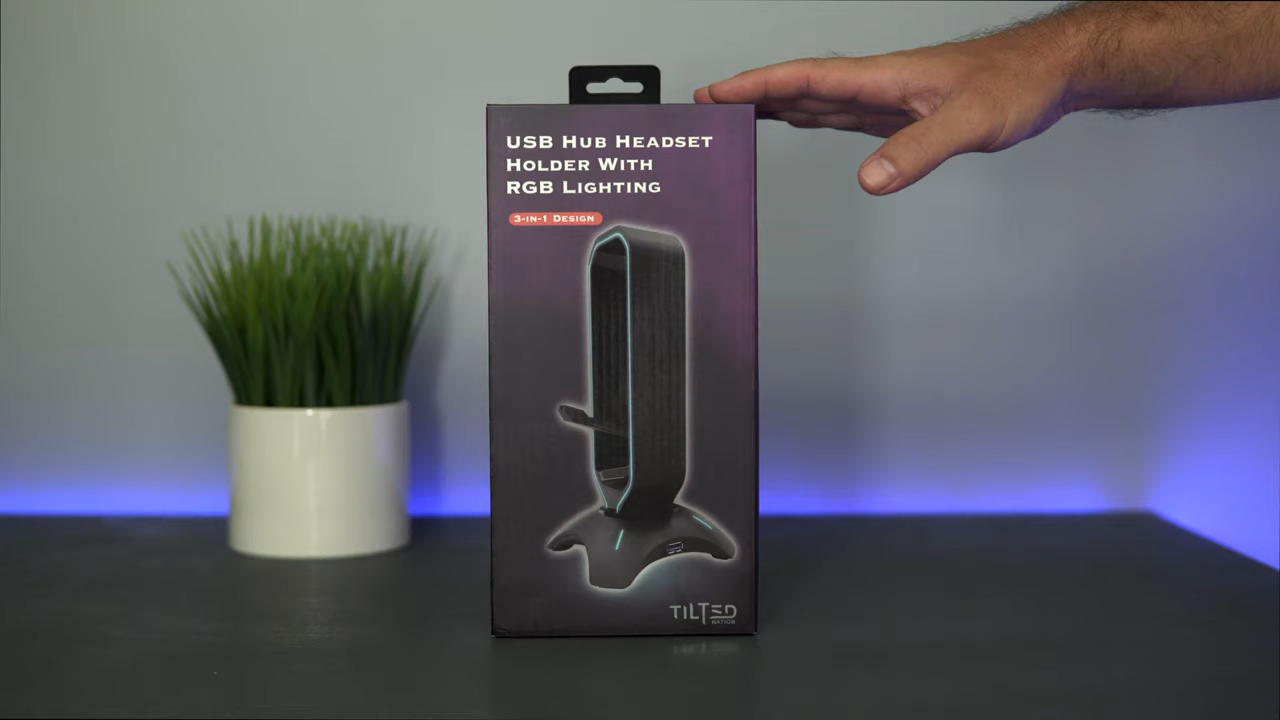 USB Hub Headset
Holder With
RGB Lighting
3-in-1 Design
TILTED
NATION